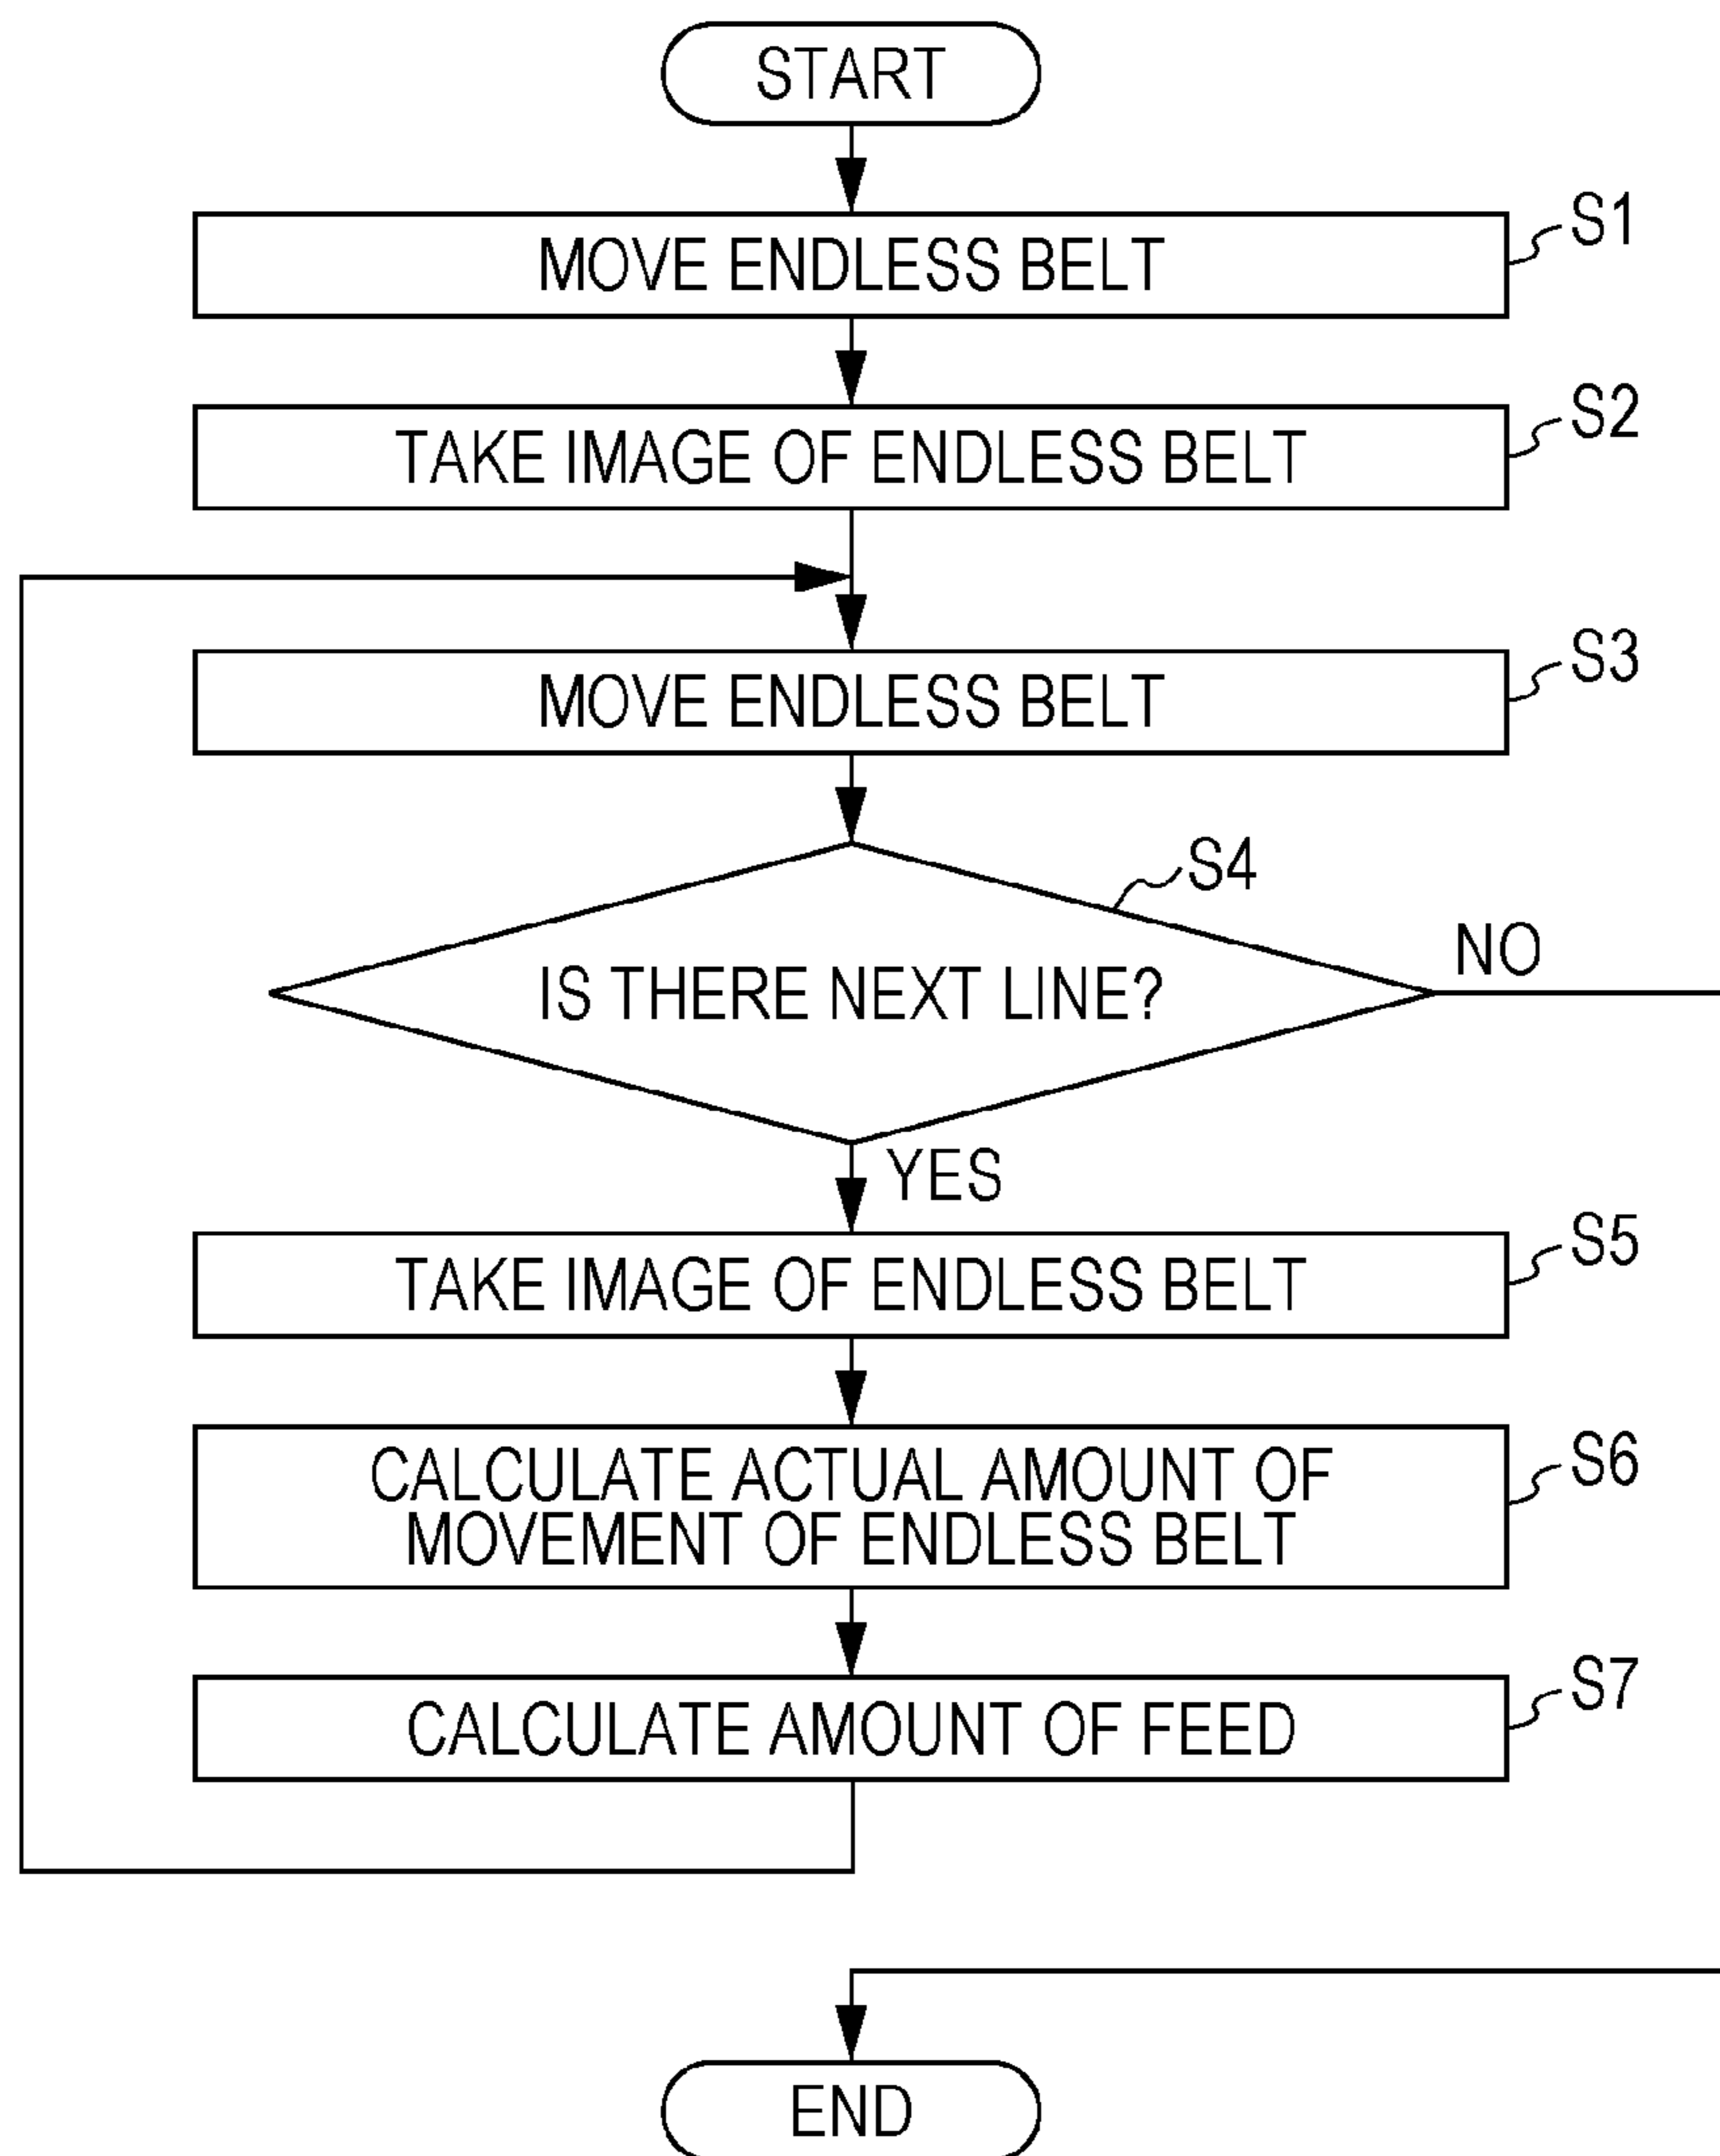 START
MOVE ENDLESS BELT
S1
TAKE IMAGE OF ENDLESS BELT
S2
MOVE ENDLESS BELT
S3
S4
IS THERE NEXT LINE?
NO
YES
TAKE IMAGE OF ENDLESS BELT
S5
CALCULATE ACTUAL AMOUNT OF
MOVEMENT OF ENDLESS BELT
S6
CALCULATE AMOUNT OF FEED
S7
END